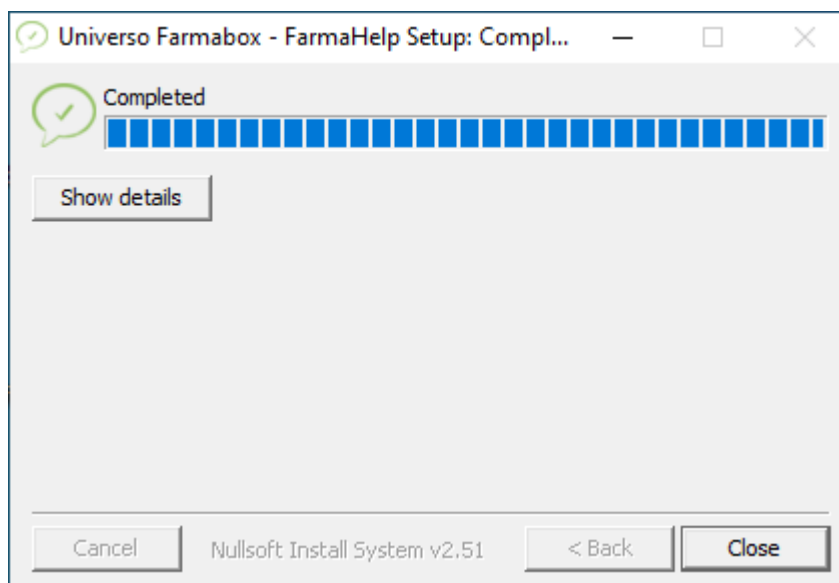 Universo Farmabox - FarmaHelp Setup: Compl...
Completed
Show details
Cancel
Nullsoft Install System v2.51
< Back
Close